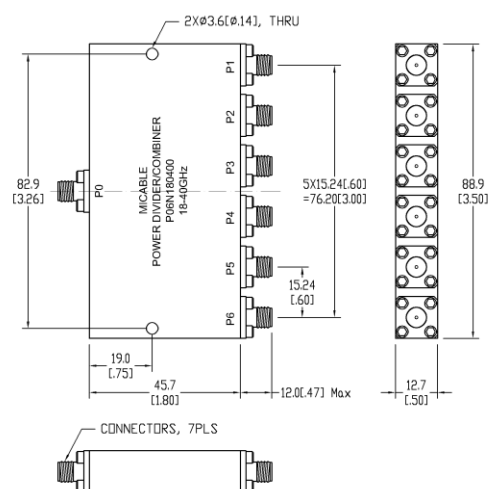 2XØ3.6[Ø.14], THRU
P1
P2
P3
P4
P5
P6
P0
MICABLE
POWER DIVIDER/COMBINER
P06N180400
18-40GHz
82.9
[3.26]
5X15.24[.60]
=76.20[3.00]
88.9
[3.50]
15.24
[.60]
19.0
[.75]
45.7
[1.80]
12.0[.47] Max
12.7
[.50]
CONNECTORS, 7PLS